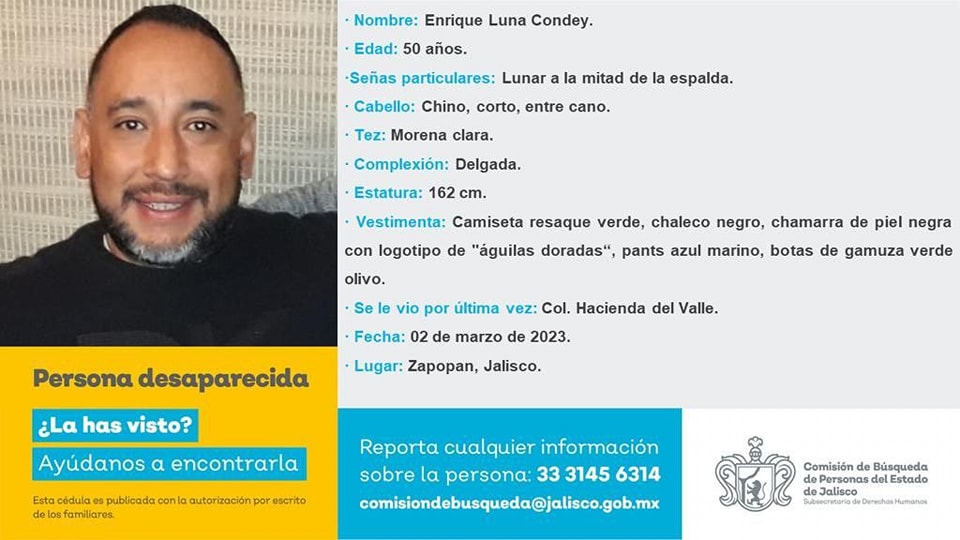 · Nombre: Enrique Luna Condey.
· Edad: 50 años.
·Señas particulares: Lunar a la mitad de la espalda.
· Cabello: Chino, corto, entre cano.
· Tez: Morena clara.
· Complexión: Delgada.
· Estatura: 162 cm.
· Vestimenta: Camiseta resaque verde, chaleco negro, chamarra de piel negra
con logotipo de "águilas doradas“, pants azul marino, botas de gamuza verde
olivo.
· Se le vio por última vez: Col. Hacienda del Valle.
· Fecha: 02 de marzo de 2023.
· Lugar: Zapopan, Jalisco.
Persona desaparecida
¿La has visto?
Ayúdanos a encontrarla
Esta cédula es publicada con la autorización por escrito
de los familiares.
Reporta cualquier información
sobre la persona: 33 3145 6314
comisiondebusqueda@jalisco.gob.mx
Comisión de Búsqueda
de Personas del Estado
de Jalisco
Subsecretaría de Derechos Humanos